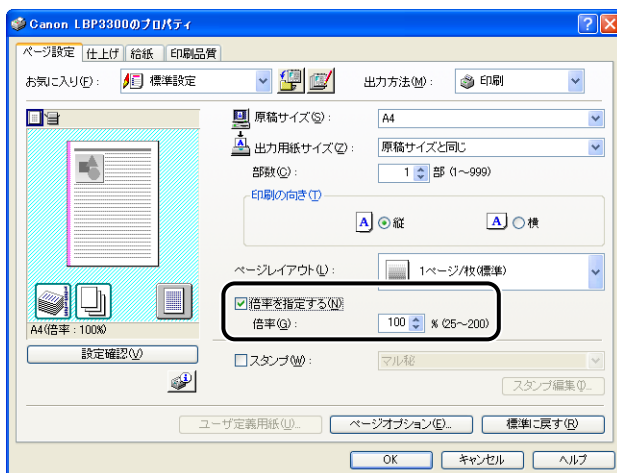 Canon LBP3300のプロパティ
ページ設定 仕上げ 給紙 印刷品質
お気に入り(F): 標準設定 出力方法(M): 印刷
原稿サイズ(S): A4
出力用紙サイズ(Z): 原稿サイズと同じ
部数(C): 1 部 (1～999)
印刷の向き(T)
A 縦 A 横
ページレイアウト(L): 1ページ/枚(標準)
倍率を指定する(N)
倍率(G): 100 % (25～200)
A4(倍率:100%)
設定確認(V)
スタンプ(W): マル秘
スタンプ編集(I)...
ユーザ定義用紙(U)... ページオプション(E)... 標準に戻す(R)
OK キャンセル ヘルプ